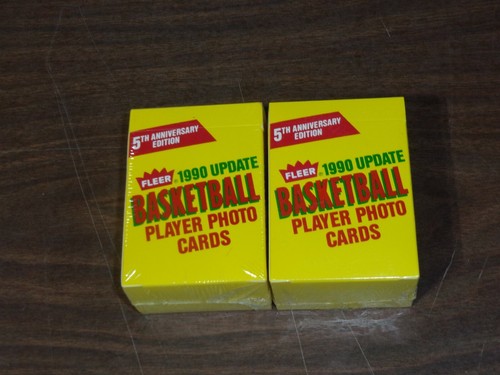 5TH ANNIVERSARY
EDITION
FLEER 1990 UPDATE
BASKETBALL
PLAYER PHOTO
CARDS
5TH ANNIVERSARY
EDITION
FLEER 1990 UPDATE
BASKETBALL
PLAYER PHOTO
CARDS